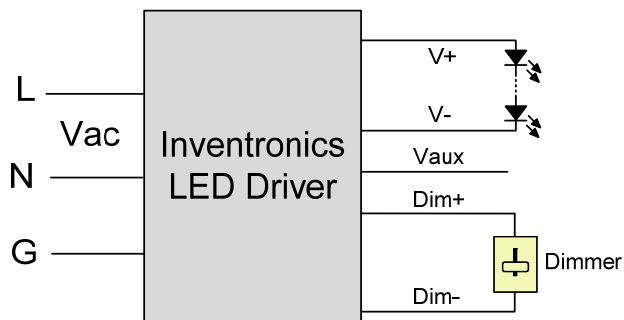 L
Vac
N
G
Inventronics
LED Driver
V+
V-
Vaux
Dim+
Dimmer
Dim-